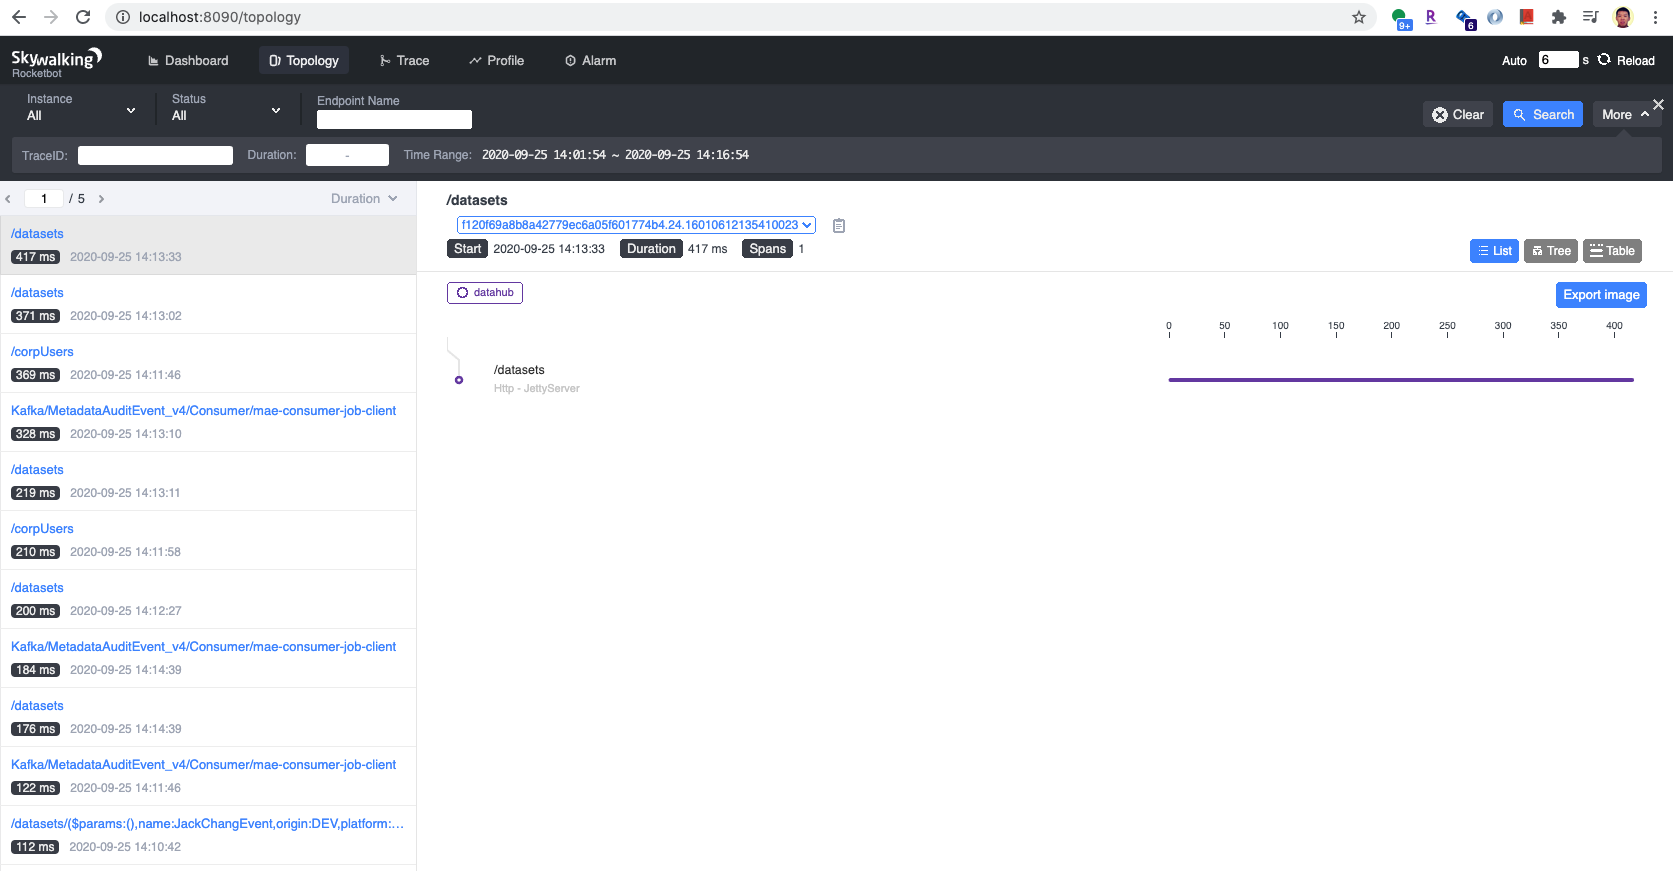 localhost:8090/topology
9+
R
6
Skywalking
Rocketbot
Dashboard
Topology
Trace
Profile
Alarm
Auto 6 s Reload
Instance
All
Status
All
Endpoint Name
Clear
Search
More
TraceID:
Duration: -
Time Range: 2020-09-25 14:01:54 ~ 2020-09-25 14:16:54
1 / 5
Duration
/datasets
417 ms 2020-09-25 14:13:33
/datasets
371 ms 2020-09-25 14:13:02
/corpUsers
369 ms 2020-09-25 14:11:46
Kafka/MetadataAuditEvent_v4/Consumer/mae-consumer-job-client
328 ms 2020-09-25 14:13:10
/datasets
219 ms 2020-09-25 14:13:11
/corpUsers
210 ms 2020-09-25 14:11:58
/datasets
200 ms 2020-09-25 14:12:27
Kafka/MetadataAuditEvent_v4/Consumer/mae-consumer-job-client
184 ms 2020-09-25 14:14:39
/datasets
176 ms 2020-09-25 14:14:39
Kafka/MetadataAuditEvent_v4/Consumer/mae-consumer-job-client
122 ms 2020-09-25 14:11:46
/datasets/($params:(),name:JackChangEvent,origin:DEV,platform:...
112 ms 2020-09-25 14:10:42
/datasets
f120f69a8b8a42779ec6a05f601774b4.24.16010612135410023
Start 2020-09-25 14:13:33 Duration 417 ms Spans 1
List
Tree
Table
datahub
Export image
0 50 100 150 200 250 300 350 400
/datasets
Http - JettyServer